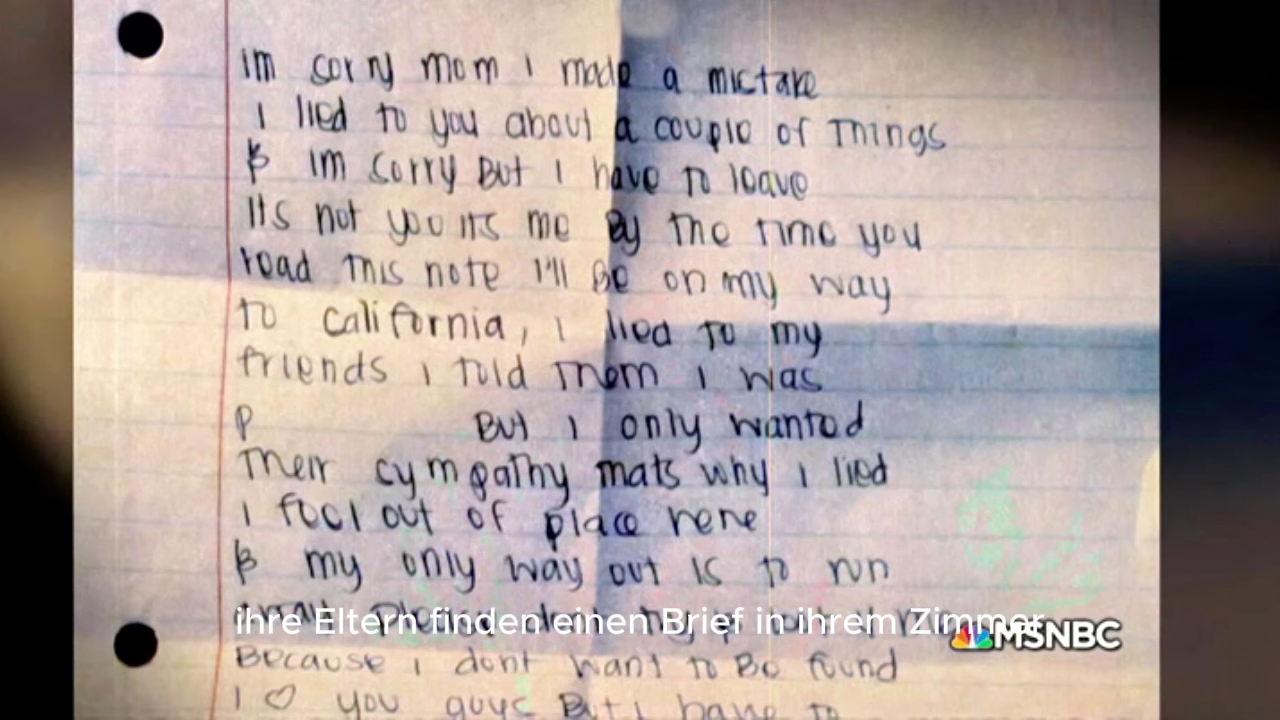 im sorry mom i made a mistake
i lied to you about a couple of things
& im sorry But i have to leave
its not you its me By the time you
read this note i'll be on my way
to california, i lied to my
friends i told them i was
p But i only wanted
their sympathy thats why i lied
i feel out of place here
& my only way out is to run
away Please
ihre Eltern finden einen Brief in ihrem Zimmer
MSNBC
Because i dont want to Be found
I ♡ you guys But i have to